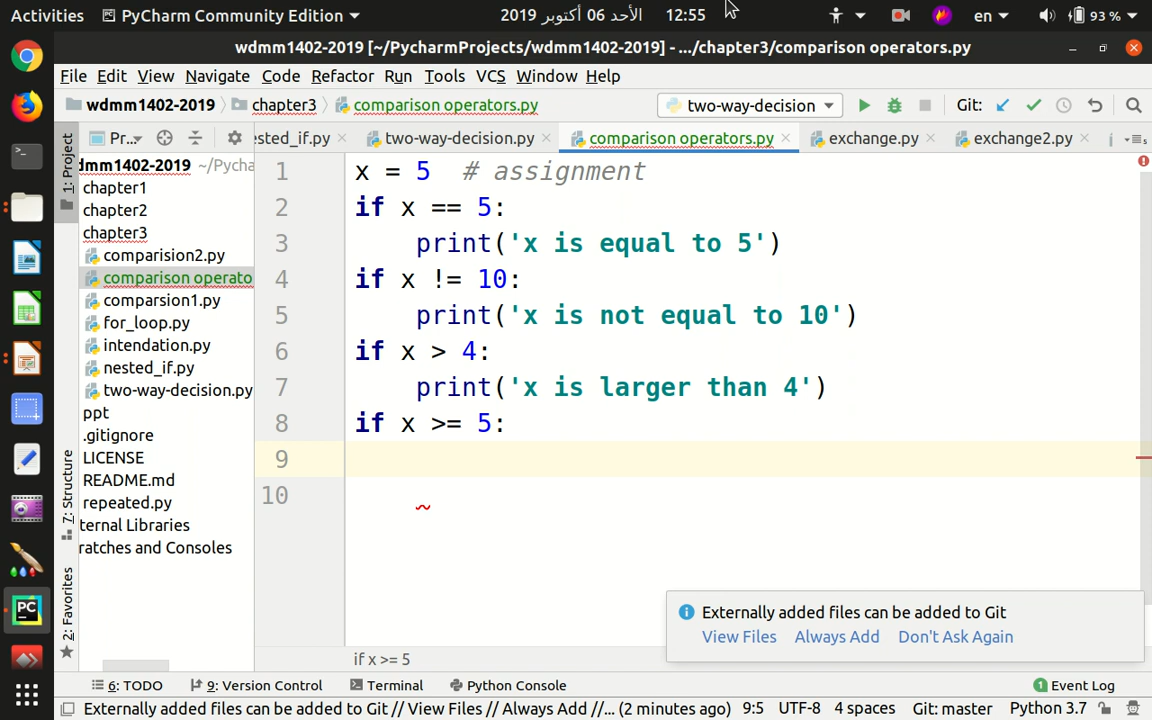 Activities PyCharm Community Edition 2019 الأحد 06 أكتوبر 12:55 en 93 %
wdmm1402-2019 [~/PycharmProjects/wdmm1402-2019] - .../chapter3/comparison operators.py
File Edit View Navigate Code Refactor Run Tools VCS Window Help
wdmm1402-2019 chapter3 comparison operators.py two-way-decision Git:
1: Project
Pr...
sted_if.py two-way-decision.py comparison operators.py exchange.py exchange2.py
dmm1402-2019 ~/Pycha
chapter1
chapter2
chapter3
comparision2.py
comparison operato
comparsion1.py
for_loop.py
intendation.py
nested_if.py
two-way-decision.py
ppt
.gitignore
LICENSE
README.md
repeated.py
ternal Libraries
ratches and Consoles
7: Structure
2: Favorites
1 x = 5 # assignment
2 if x == 5:
3 print('x is equal to 5')
4 if x != 10:
5 print('x is not equal to 10')
6 if x > 4:
7 print('x is larger than 4')
8 if x >= 5:
9
10
Externally added files can be added to Git
View Files Always Add Don't Ask Again
if x >= 5
6: TODO 9: Version Control Terminal Python Console 1 Event Log
Externally added files can be added to Git // View Files // Always Add //... (2 minutes ago) 9:5 UTF-8 4 spaces Git: master Python 3.7
PC